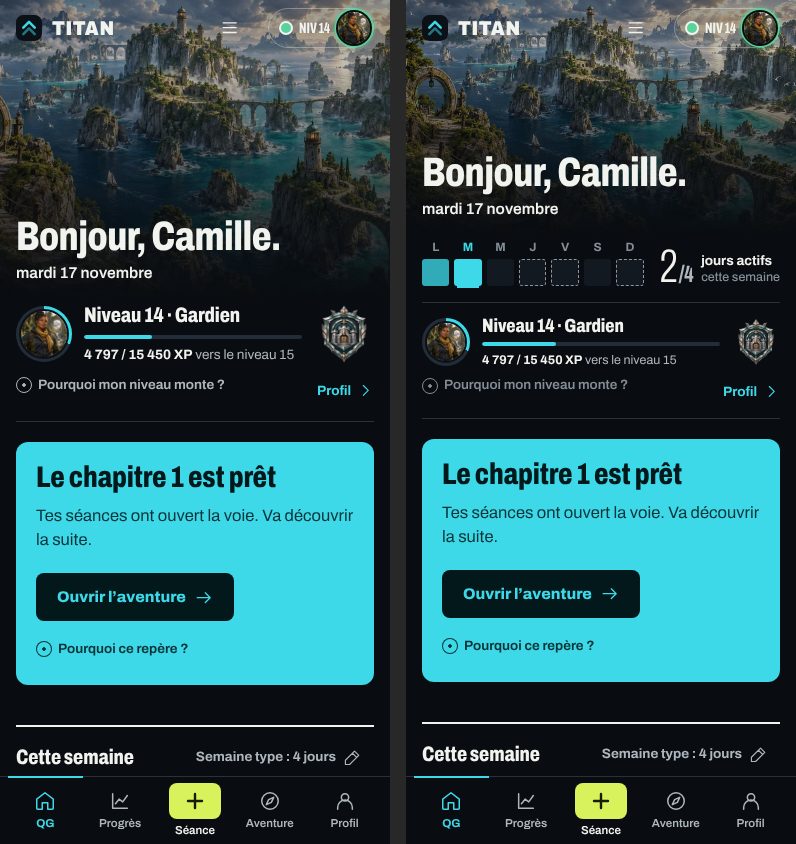 TITAN
NIV 14
Bonjour, Camille.
mardi 17 novembre
Niveau 14 · Gardien
4 797 / 15 450 XP vers le niveau 15
Pourquoi mon niveau monte ?
Profil
Le chapitre 1 est prêt
Tes séances ont ouvert la voie. Va découvrir
la suite.
Ouvrir l’aventure
Pourquoi ce repère ?
Cette semaine
Semaine type : 4 jours
QG
Progrès
Séance
Aventure
Profil
TITAN
NIV 14
Bonjour, Camille.
mardi 17 novembre
L M M J V S D
2/4
jours actifs
cette semaine
Niveau 14 · Gardien
4 797 / 15 450 XP vers le niveau 15
Pourquoi mon niveau monte ?
Profil
Le chapitre 1 est prêt
Tes séances ont ouvert la voie. Va découvrir
la suite.
Ouvrir l’aventure
Pourquoi ce repère ?
Cette semaine
Semaine type : 4 jours
QG
Progrès
Séance
Aventure
Profil